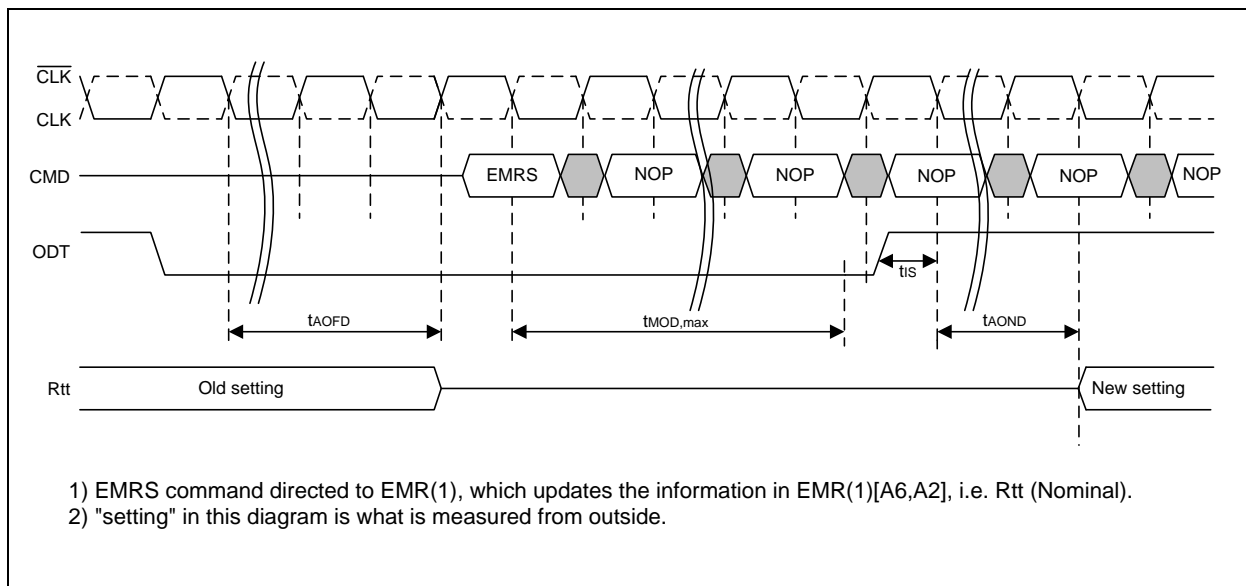 CLK
CLK
CMD EMRS NOP NOP NOP NOP NOP
ODT
tIS
tAOFD tMOD,max tAOND
Rtt Old setting New setting
1) EMRS command directed to EMR(1), which updates the information in EMR(1)[A6,A2], i.e. Rtt (Nominal).
2) "setting" in this diagram is what is measured from outside.